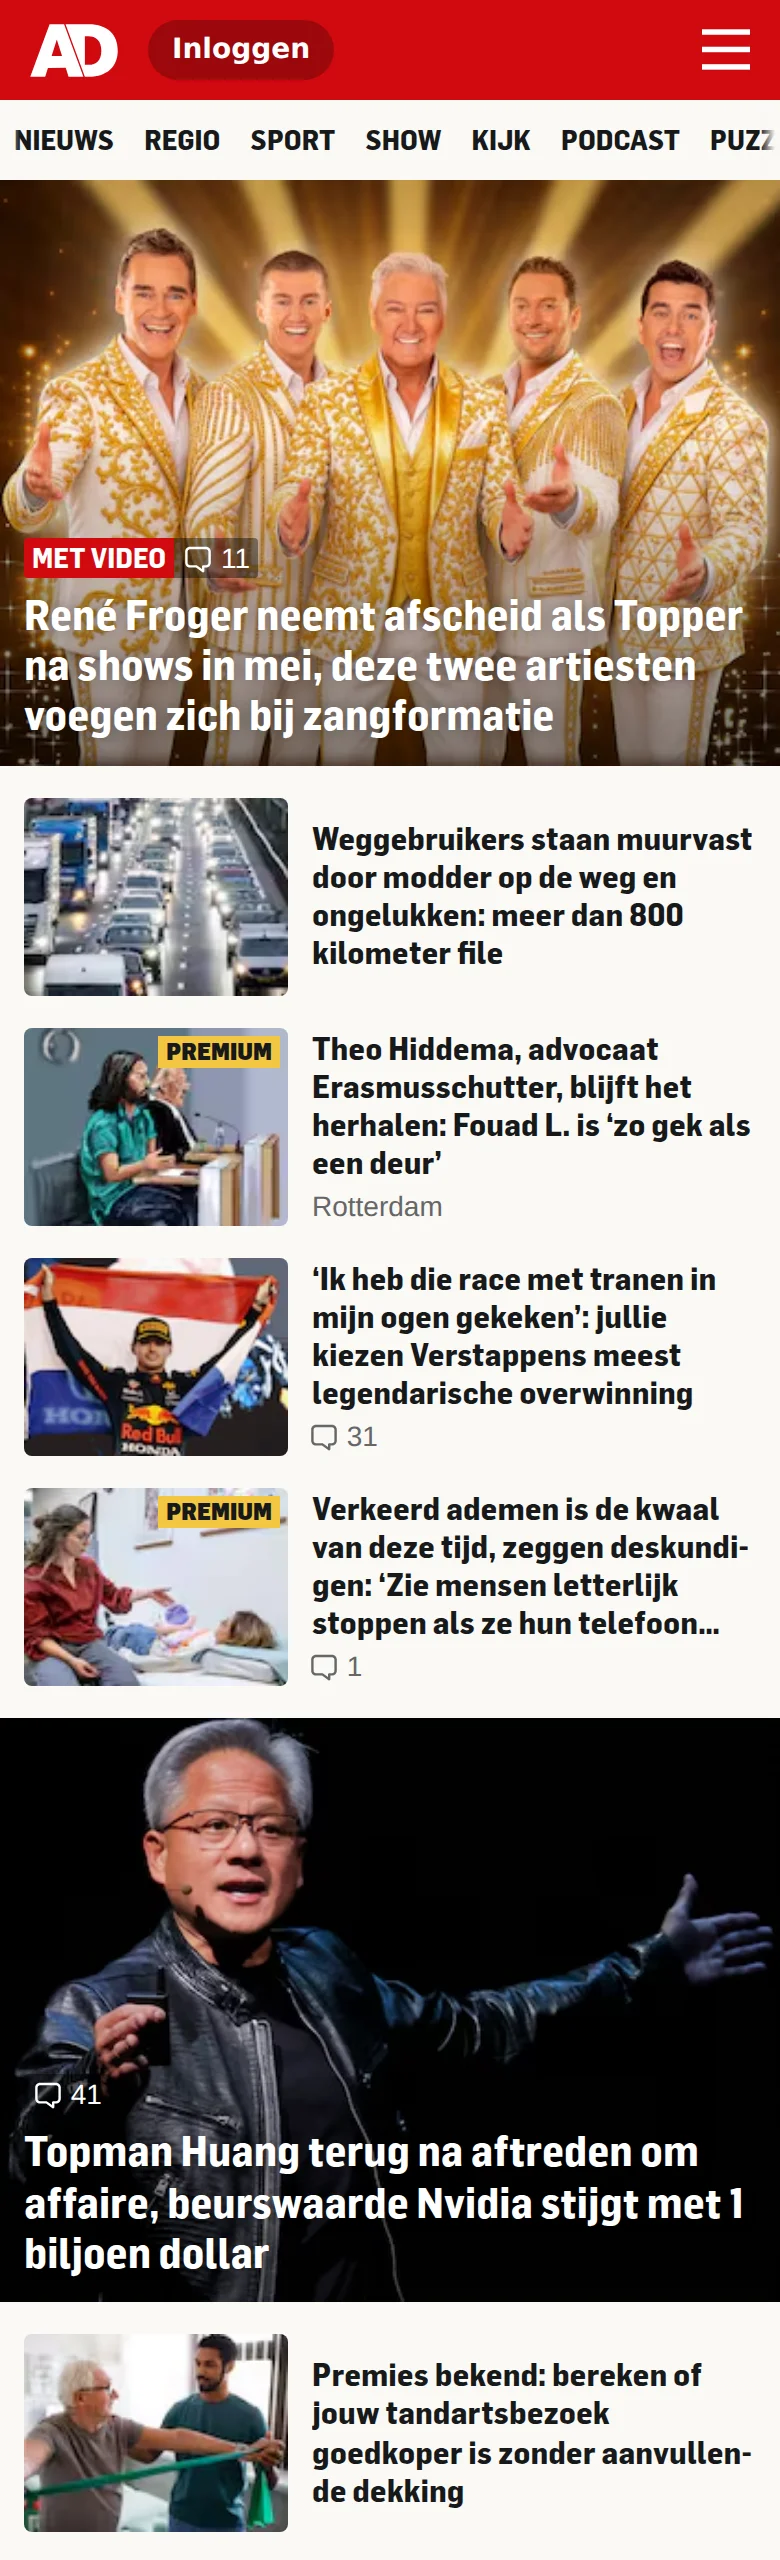 AD
Inloggen
NIEUWS REGIO SPORT SHOW KIJK PODCAST PUZZ
MET VIDEO 11
René Froger neemt afscheid als Topper
na shows in mei, deze twee artiesten
voegen zich bij zangformatie
Weggebruikers staan muurvast
door modder op de weg en
ongelukken: meer dan 800
kilometer file
PREMIUM
Theo Hiddema, advocaat
Erasmusschutter, blijft het
herhalen: Fouad L. is ‘zo gek als
een deur’
Rotterdam
‘Ik heb die race met tranen in
mijn ogen gekeken’: jullie
kiezen Verstappens meest
legendarische overwinning
31
Red Bull
HONDA
PREMIUM
Verkeerd ademen is de kwaal
van deze tijd, zeggen deskundi-
gen: ‘Zie mensen letterlijk
stoppen als ze hun telefoon...
1
41
Topman Huang terug na aftreden om
affaire, beurswaarde Nvidia stijgt met 1
biljoen dollar
Premies bekend: bereken of
jouw tandartsbezoek
goedkoper is zonder aanvullen-
de dekking